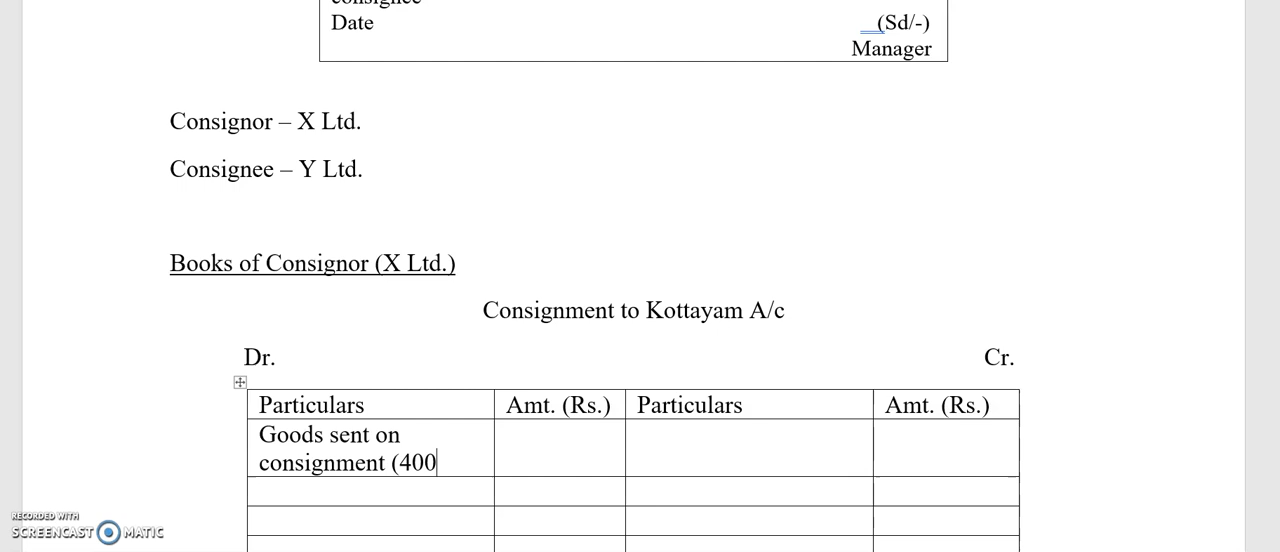 consignee
Date (Sd/-)
Manager
Consignor – X Ltd.
Consignee – Y Ltd.
Books of Consignor (X Ltd.)
Consignment to Kottayam A/c
Dr. Cr.
Particulars Amt. (Rs.) Particulars Amt. (Rs.)
Goods sent on
consignment (400
RECORDED WITH
SCREENCAST MATIC